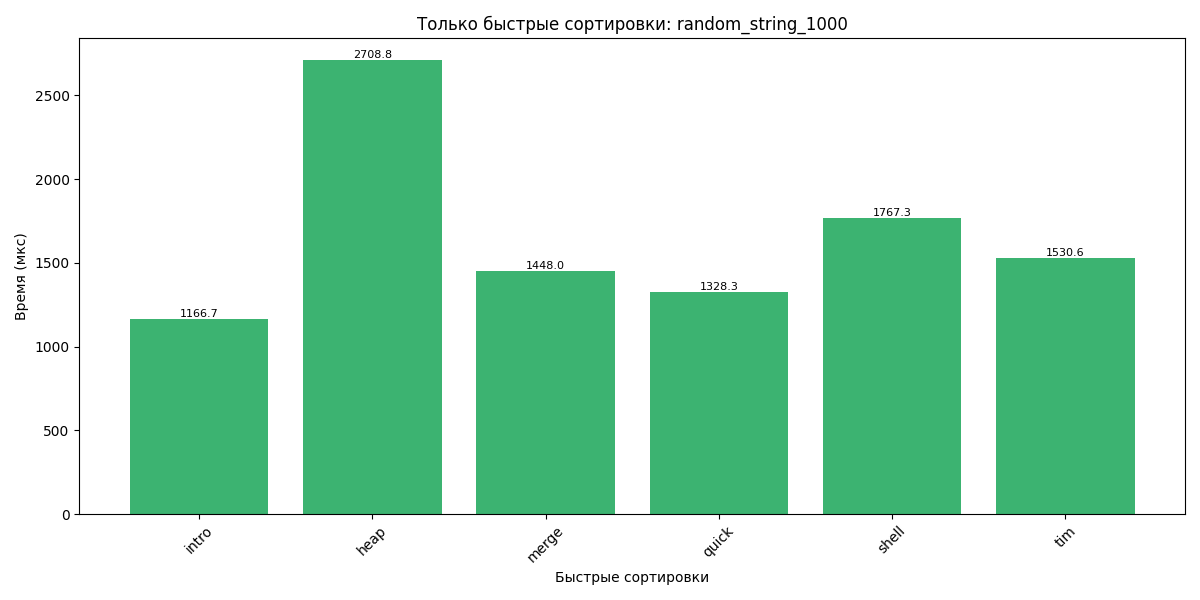 Только быстрые сортировки: random_string_1000
Время (мкс)
2500
2000
1500
1000
500
0
1166.7
2708.8
1448.0
1328.3
1767.3
1530.6
intro
heap
merge
quick
shell
tim
Быстрые сортировки